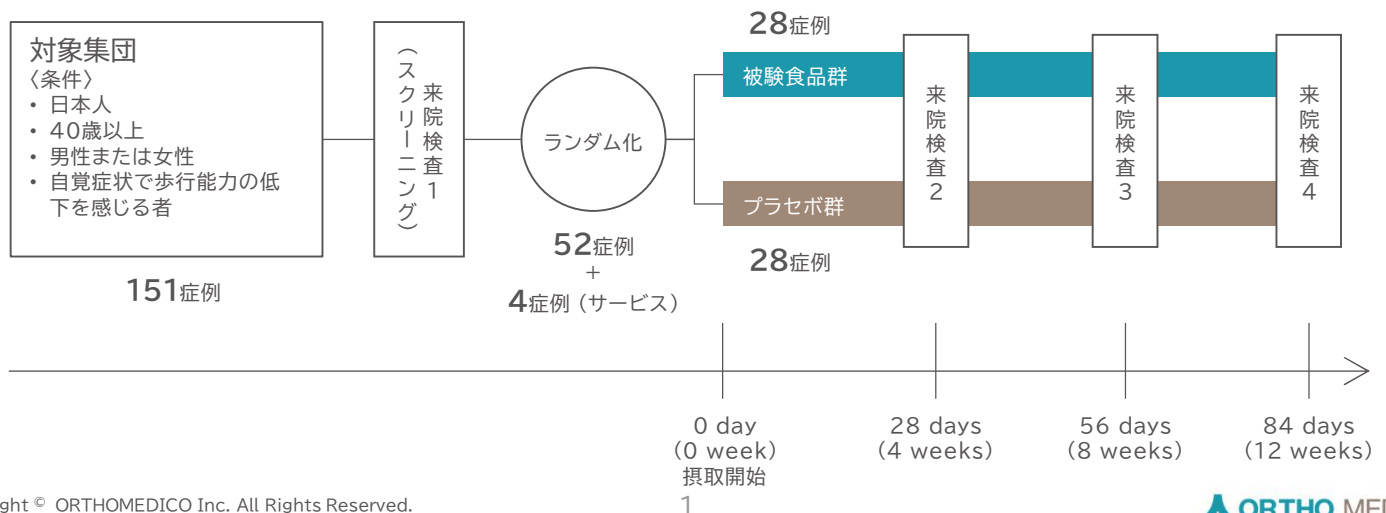 対象集団
〈条件〉
• 日本人
• 40歳以上
• 男性または女性
• 自覚症状で歩行能力の低
下を感じる者
151症例
来院検査1
(スクリーニング)
ランダム化
52症例
+
4症例（サービス）
28症例
被験食品群
プラセボ群
28症例
来院検査2
来院検査3
来院検査4
0 day
(0 week)
摂取開始
28 days
(4 weeks)
56 days
(8 weeks)
84 days
(12 weeks)
ght © ORTHOMEDICO Inc. All Rights Reserved.
1
ORTHO MED